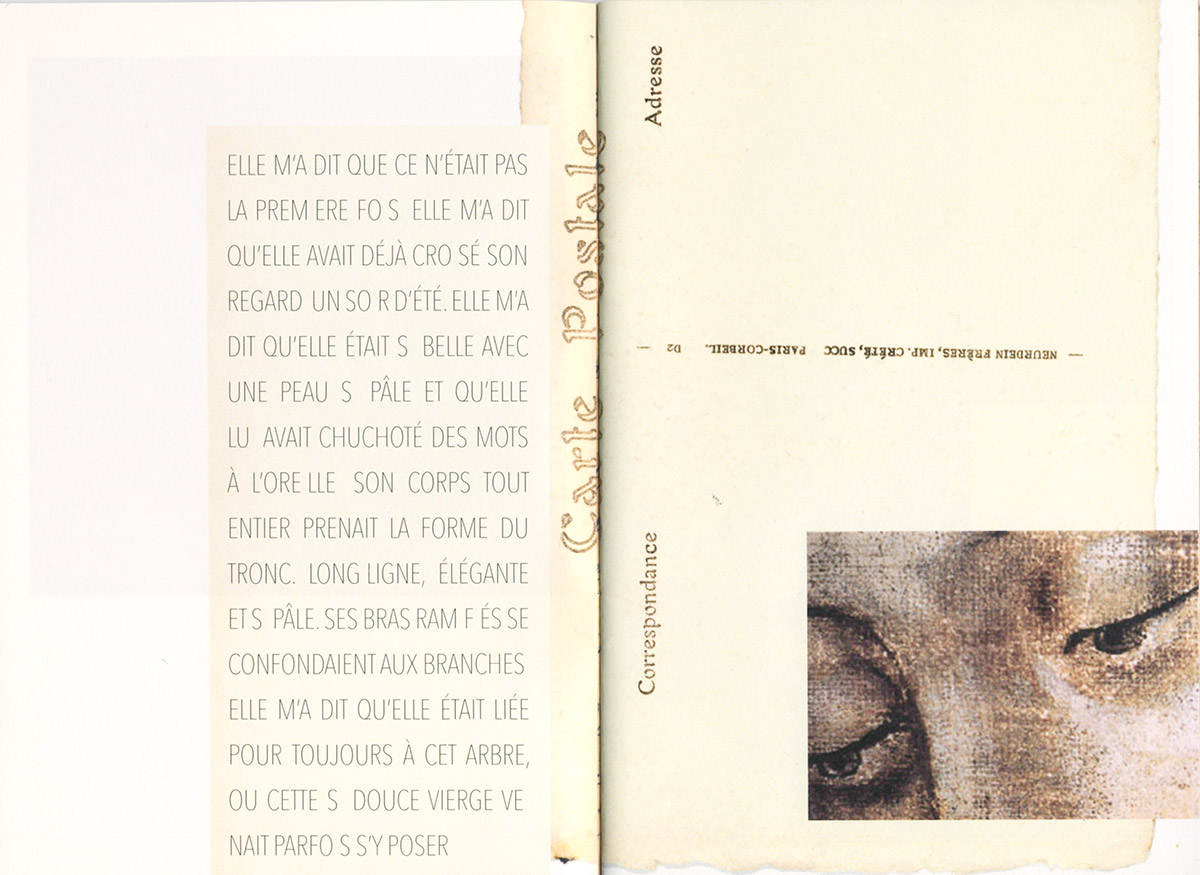 ELLE M'A DIT QUE CE N'ÉTAIT PAS
LA PREM ERE FO S ELLE M'A DIT
QU'ELLE AVAIT DÉJÀ CRO SÉ SON
REGARD UN SO R D'ÉTÉ. ELLE M'A
DIT QU'ELLE ÉTAIT S BELLE AVEC
UNE PEAU S PÂLE ET QU'ELLE
LU AVAIT CHUCHOTÉ DES MOTS
À L'ORE LLE SON CORPS TOUT
ENTIER PRENAIT LA FORME DU
TRONC. LONG LIGNE, ÉLÉGANTE
ET S PÂLE. SES BRAS RAM F ÉS SE
CONFONDAIENT AUX BRANCHES
ELLE M'A DIT QU'ELLE ÉTAIT LIÉE
POUR TOUJOURS À CET ARBRE,
OU CETTE S DOUCE VIERGE VE
NAIT PARFO S S'Y POSER
Carte Postale
Adresse
Correspondance
— NEURDEIN FRÈRES, IMP. CRÉTÉ, SUCC PARIS-CORBEIL. D2 —